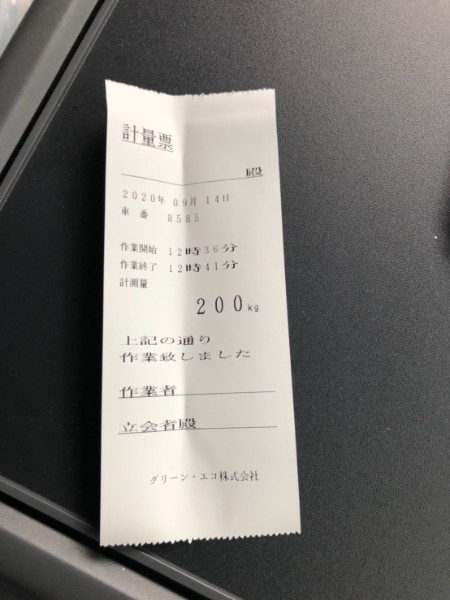 計量票
殿
2020年 09月 14日
車 番 8585
作業開始 12時36分
作業終了 12時41分
計測量
200kg
上記の通り
作業致しました
作業者
立会者殿
グリーン・エコ株式会社